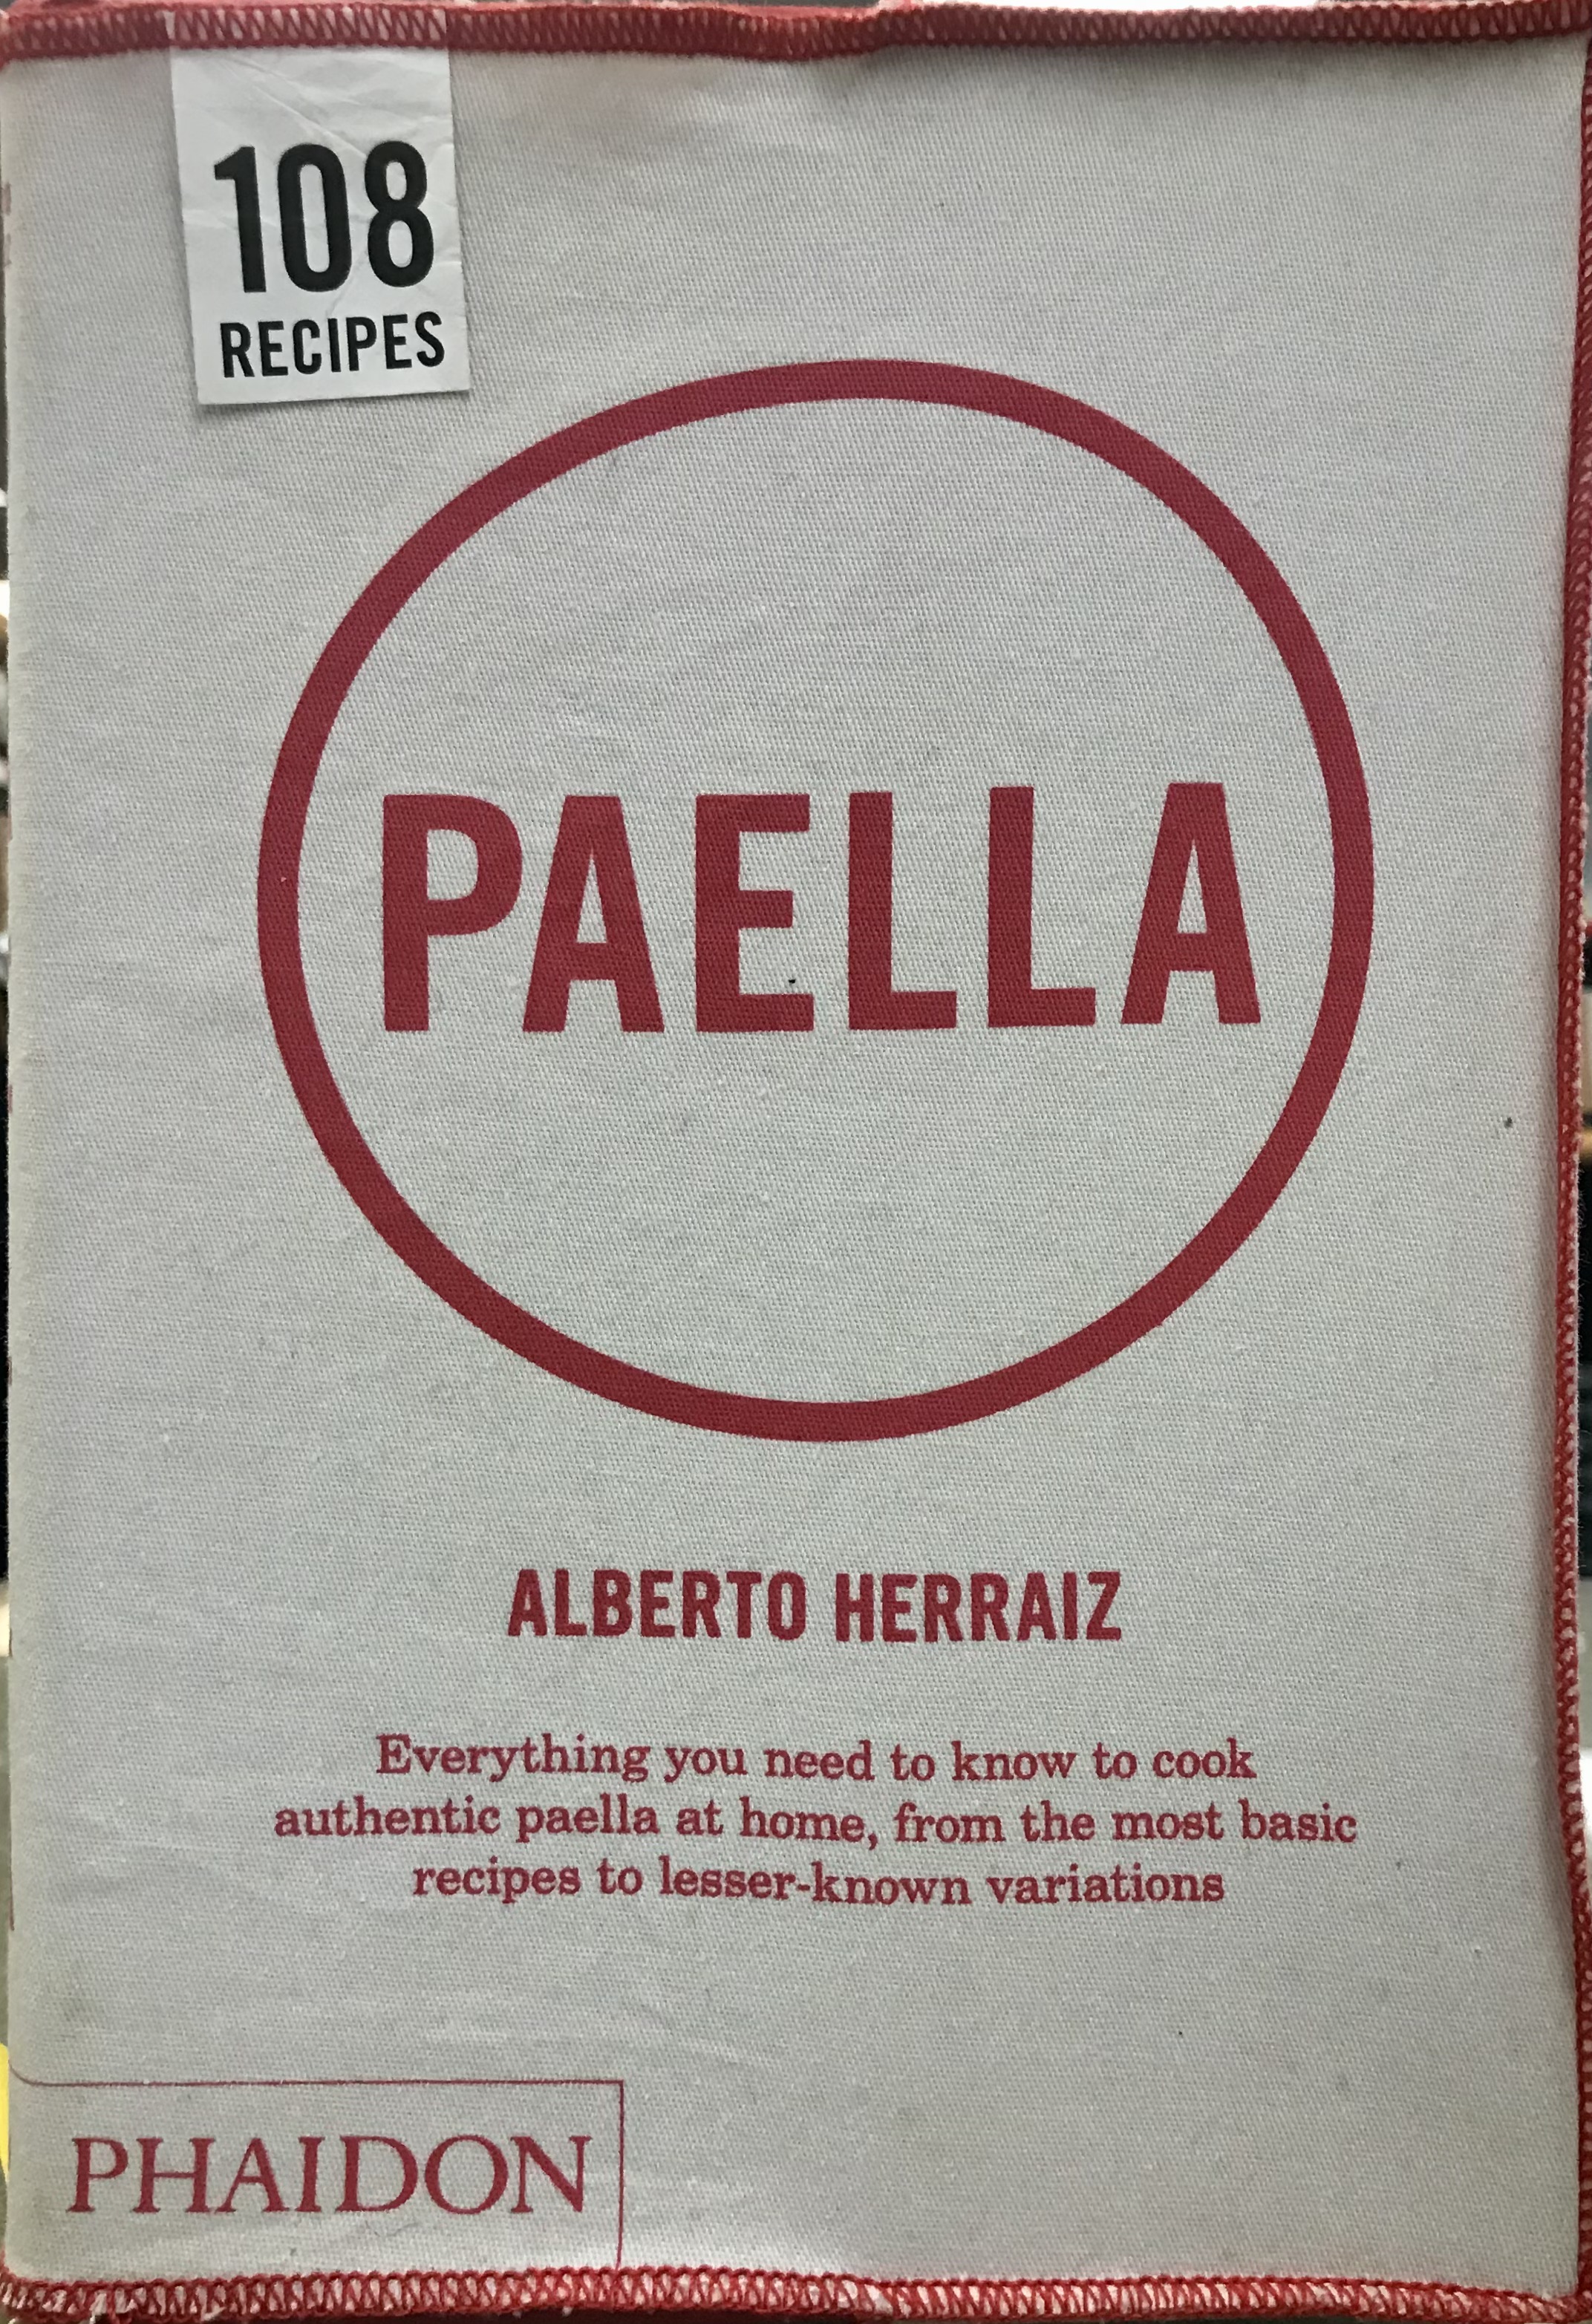 108
RECIPES
PAELLA
ALBERTO HERRAIZ
Everything you need to know to cook
authentic paella at home, from the most basic
recipes to lesser-known variations
PHAIDON